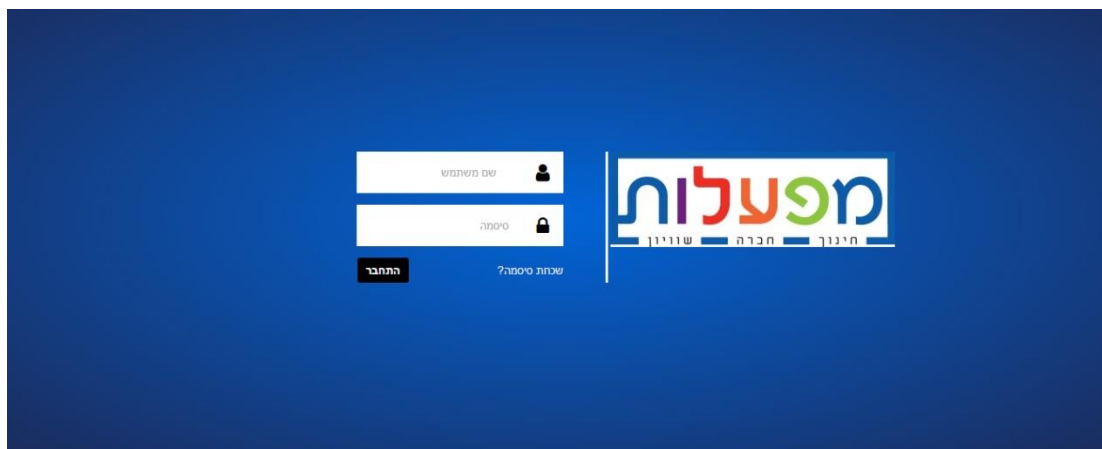 מפעלות
חינוך חברה שוויון
שם משתמש
סיסמה
שכחת סיסמה?
התחבר